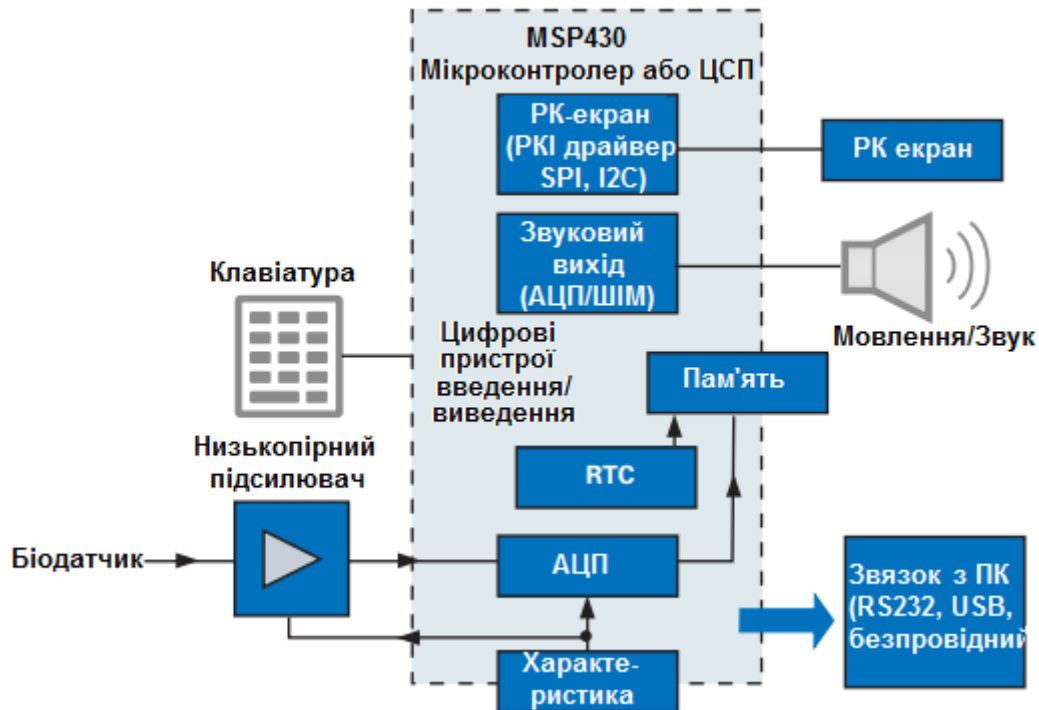 MSP430
Мікроконтролер або ЦСП
РК-екран
(РКІ драйвер
SPI, I2C)
РК екран
Звуковий
вихід
(АЦП/ШІМ)
Мовлення/Звук
Клавіатура
Цифрові
пристрої
введення/
виведення
Пам'ять
Низькопірний
підсилювач
RTC
Біодатчик
АЦП
Звязок з ПК
(RS232, USB,
безпровідний
Характе-
ристика